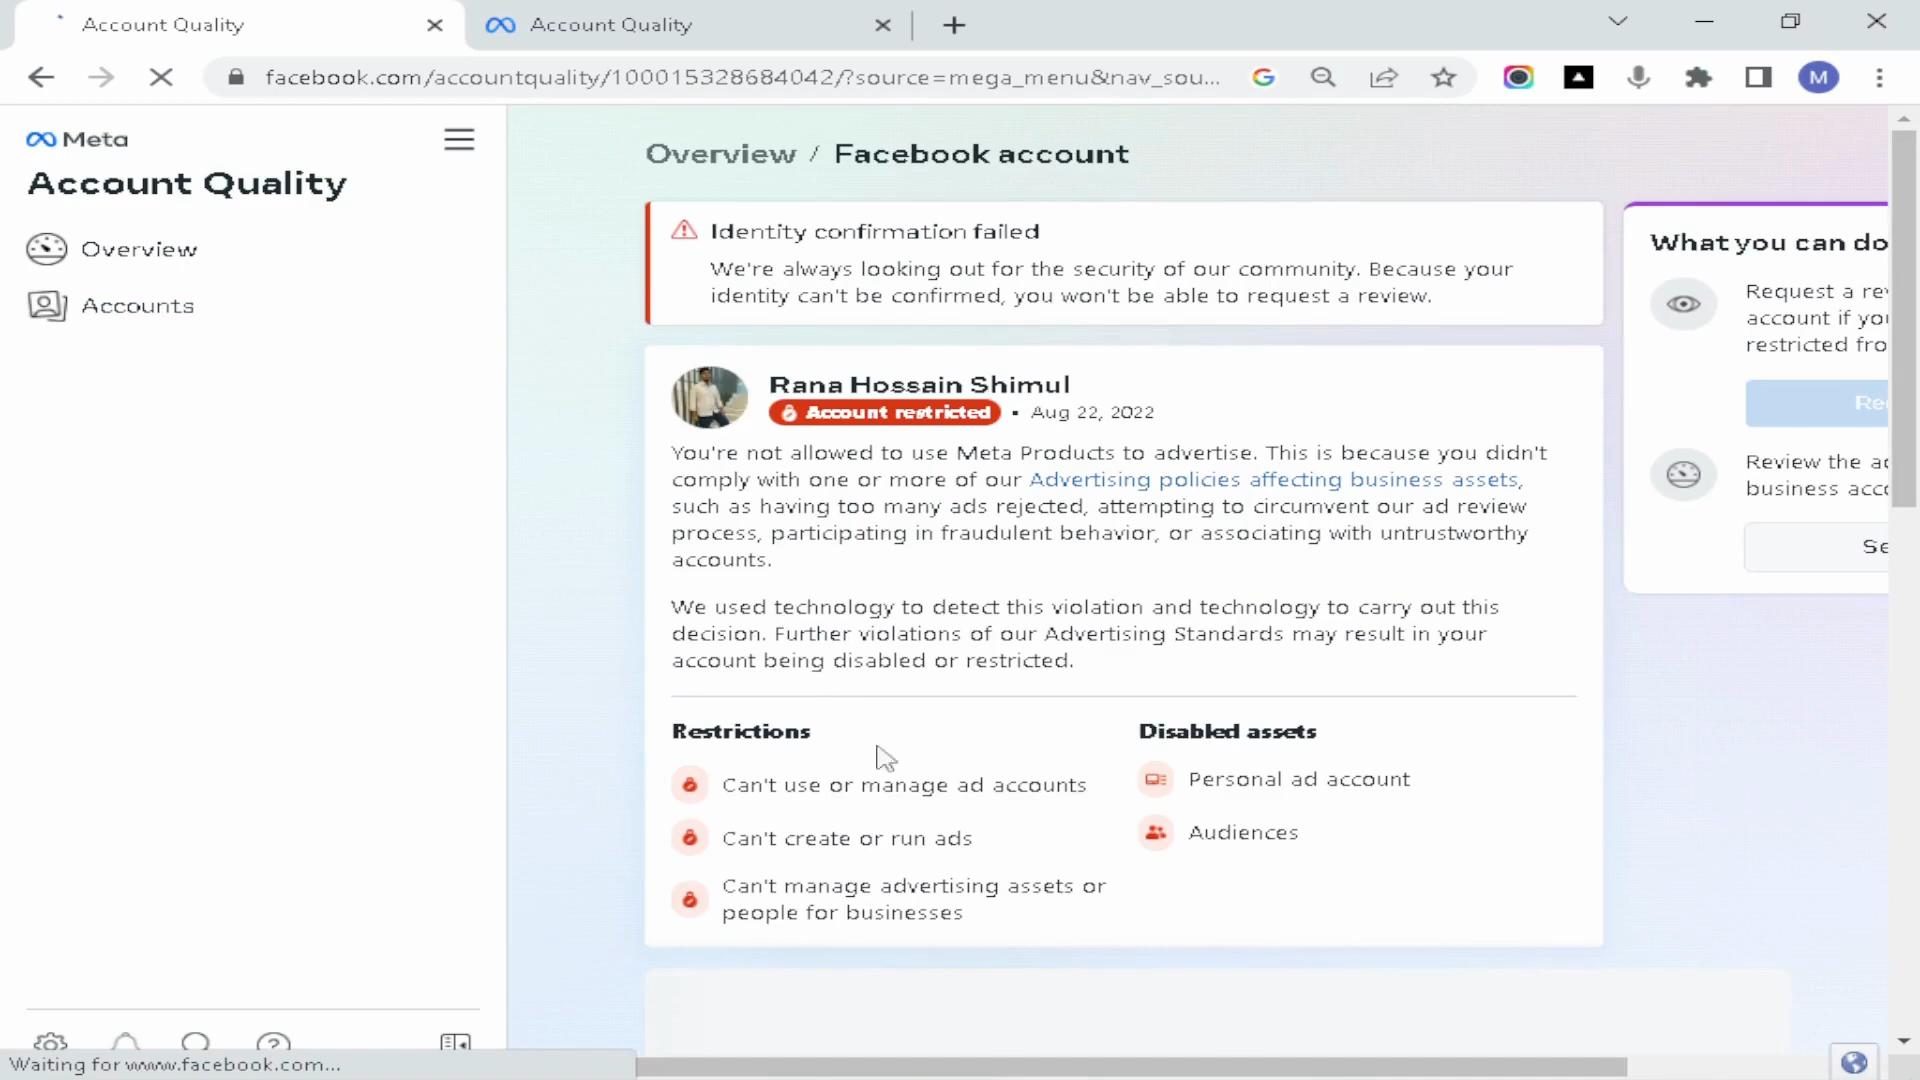 Account Quality
Account Quality
facebook.com/accountquality/100015328684042/?source=mega_menu&nav_sou...
M
Meta
Account Quality
Overview
Accounts
Overview / Facebook account
Identity confirmation failed
We're always looking out for the security of our community. Because your
identity can't be confirmed, you won't be able to request a review.
Rana Hossain Shimul
Account restricted • Aug 22, 2022
You're not allowed to use Meta Products to advertise. This is because you didn't
comply with one or more of our Advertising policies affecting business assets,
such as having too many ads rejected, attempting to circumvent our ad review
process, participating in fraudulent behavior, or associating with untrustworthy
accounts.
We used technology to detect this violation and technology to carry out this
decision. Further violations of our Advertising Standards may result in your
account being disabled or restricted.
Restrictions
Can't use or manage ad accounts
Can't create or run ads
Can't manage advertising assets or
people for businesses
Disabled assets
Personal ad account
Audiences
What you can do
Request a re
account if you
restricted fro
Review the a
business acc
Se
Waiting for www.facebook.com...